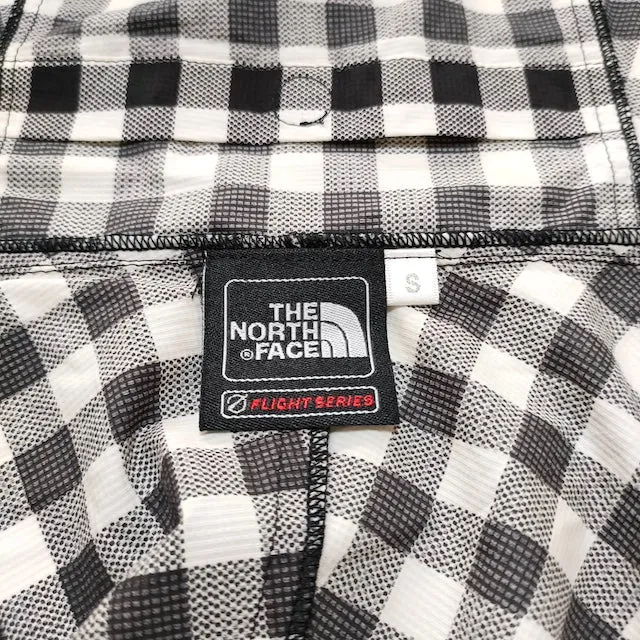 THE
NORTH
® FACE
FLIGHT SERIES
S